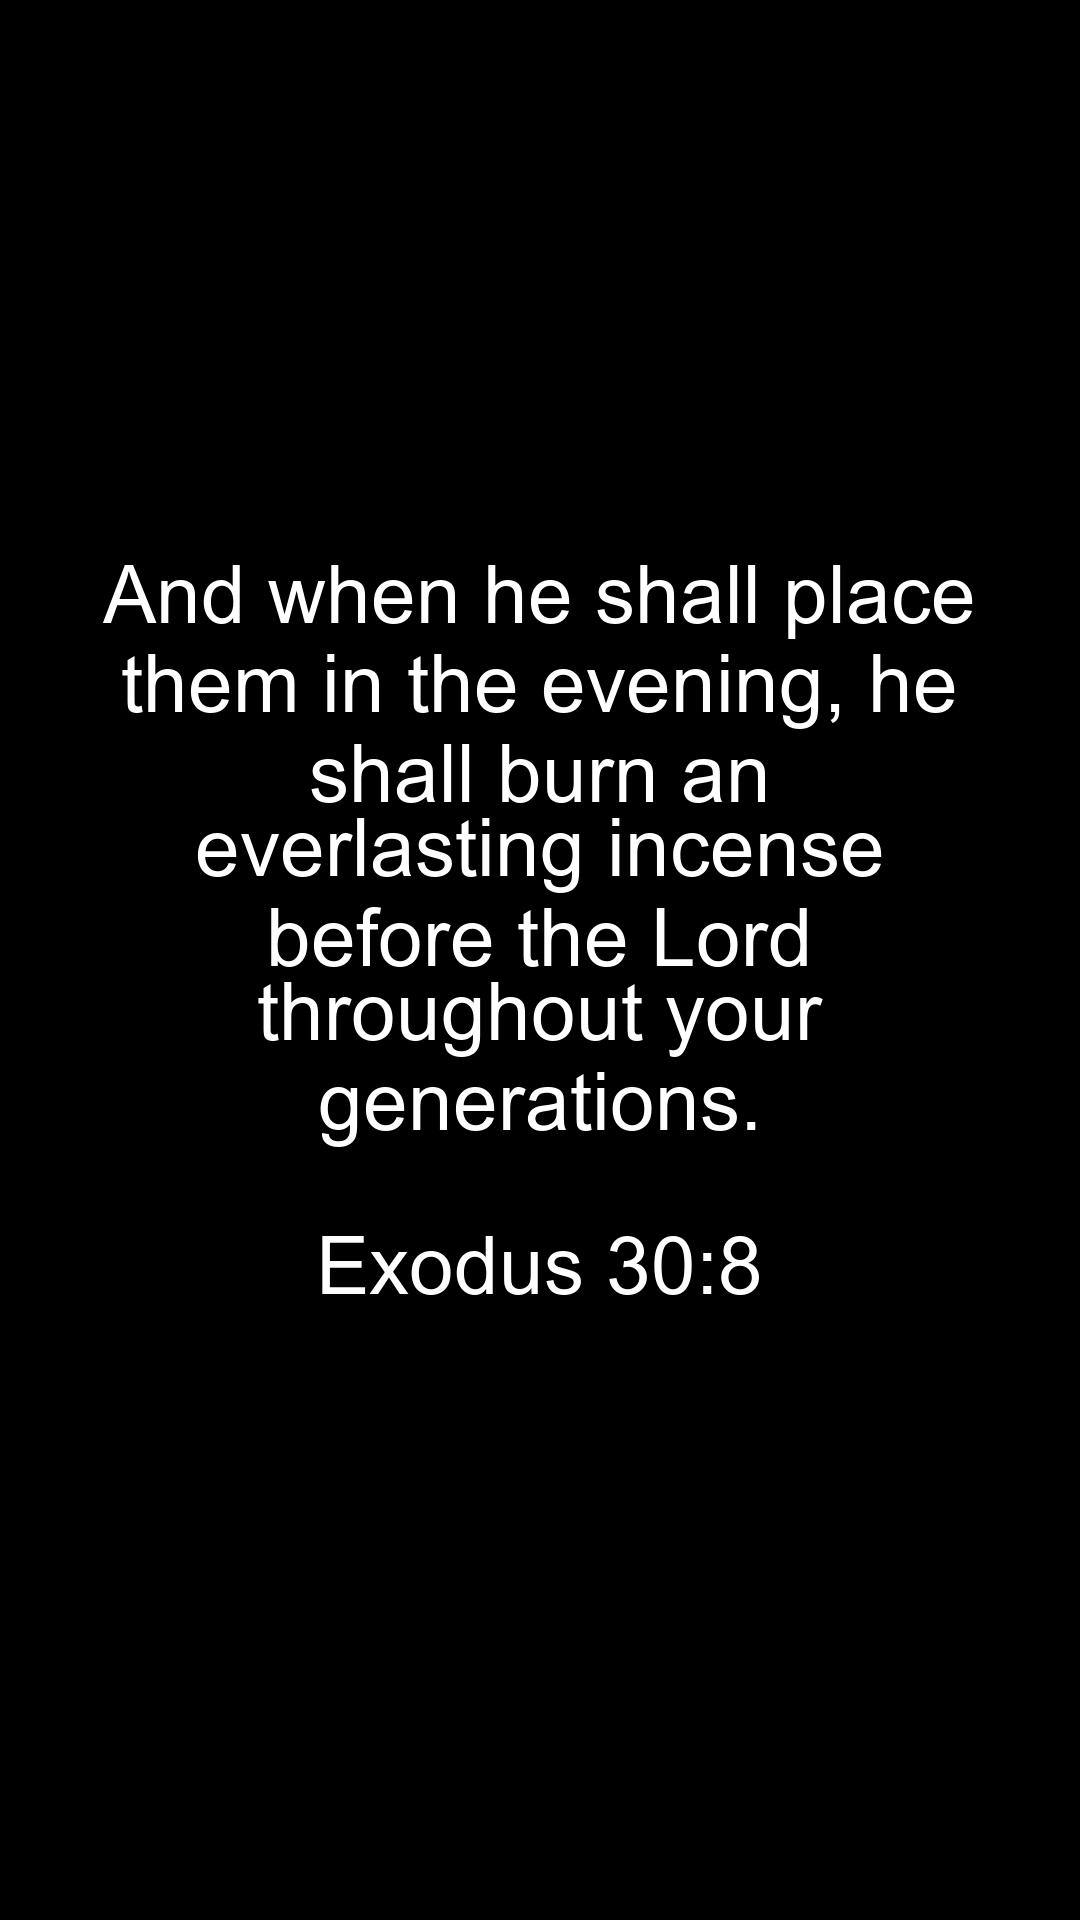 And when he shall place
them in the evening, he
shall burn an
everlasting incense
before the Lord
throughout your
generations.
Exodus 30:8